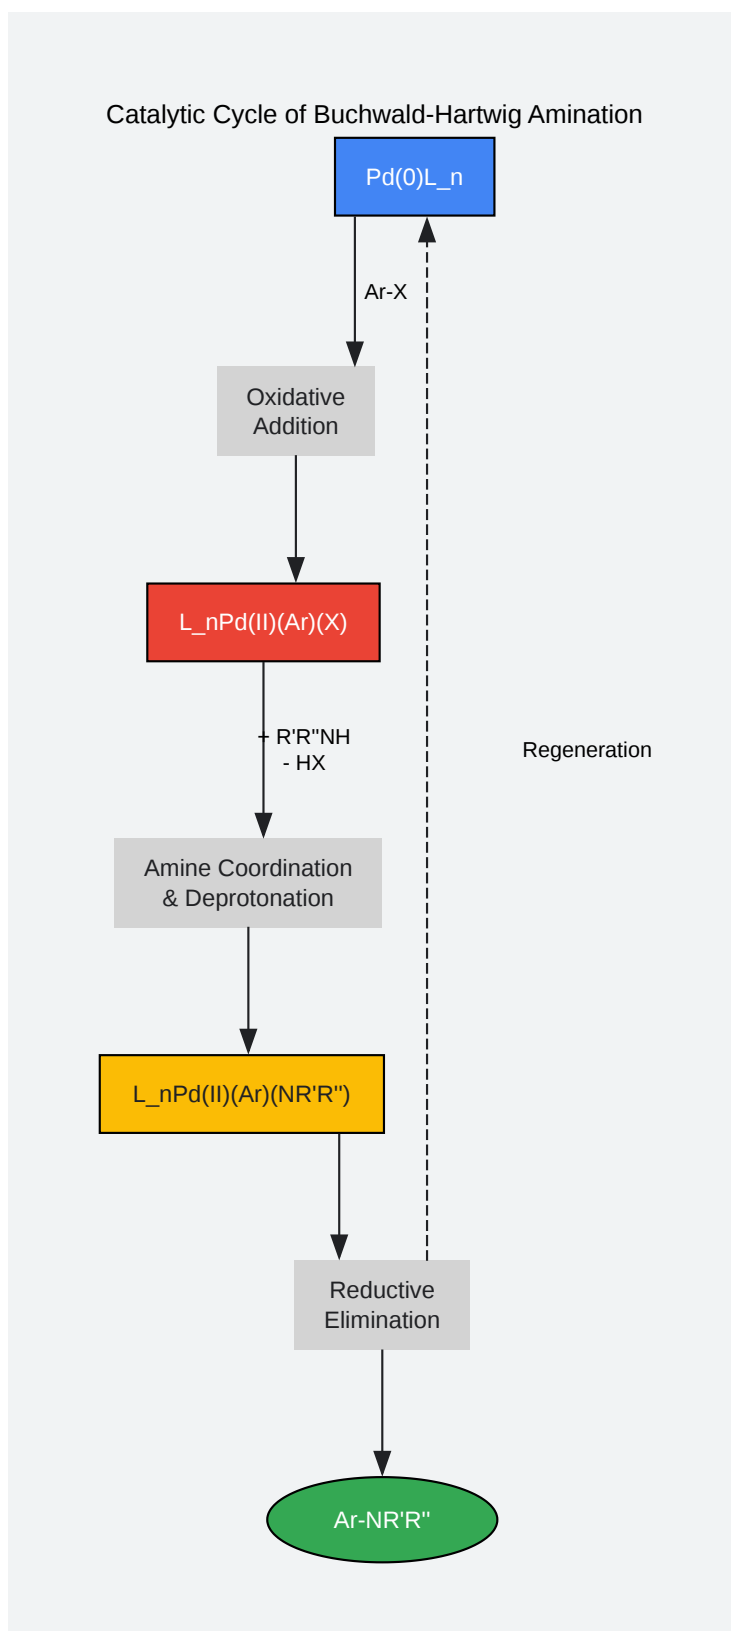 Catalytic Cycle of Buchwald-Hartwig Amination
Pd(0)L_n
Ar-X
Oxidative
Addition
L_nPd(II)(Ar)(X)
+ R'R''NH
- HX
Regeneration
Amine Coordination
& Deprotonation
L_nPd(II)(Ar)(NR'R'')
Reductive
Elimination
Ar-NR'R''